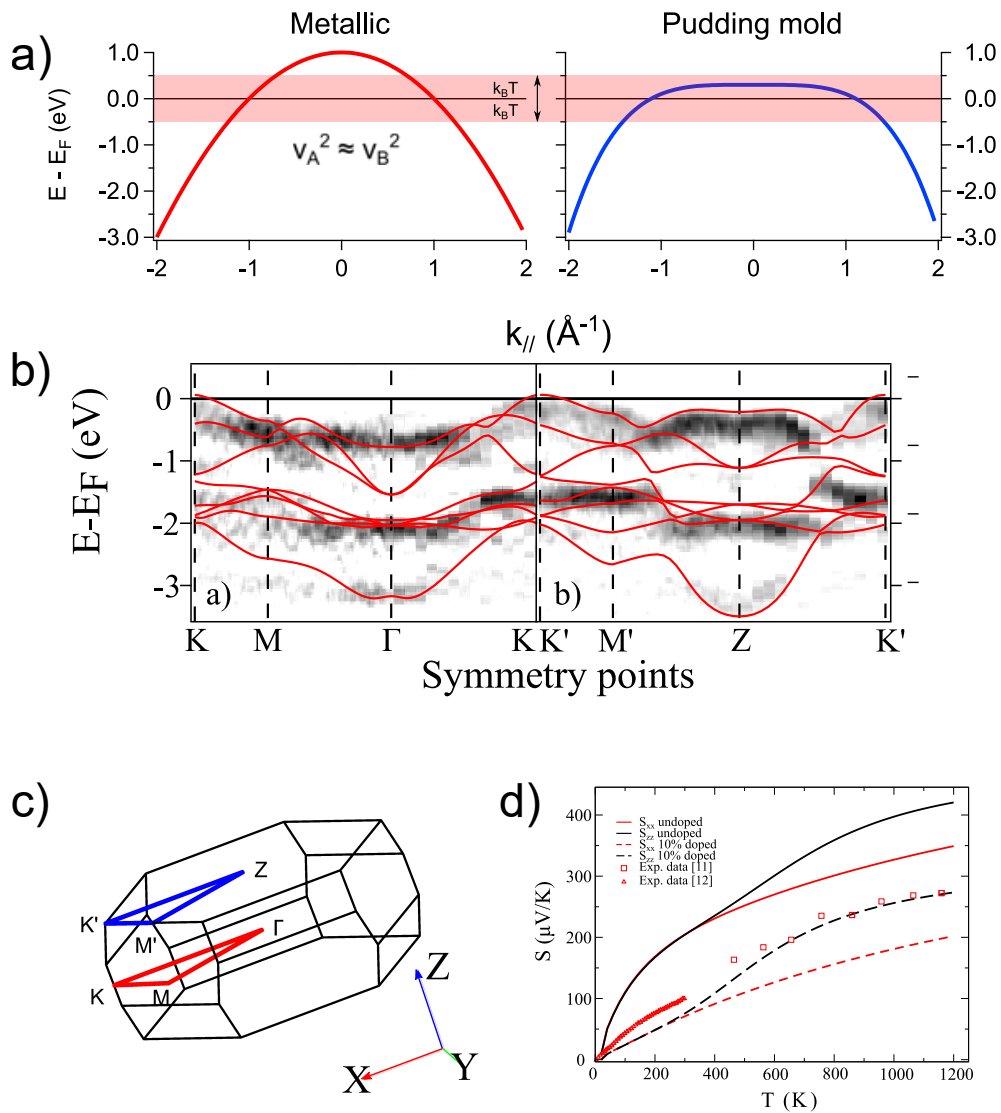 a)
Metallic
Pudding mold
E - E_F (eV)
1.0
0.0
-1.0
-2.0
-3.0
k_BT
k_BT
v_A^2 ≈ v_B^2
1.0
0.0
-1.0
-2.0
-3.0
-2
-1
0
1
2
-2
-1
0
1
2
k_// (Å^-1)
b)
E-E_F (eV)
0
-1
-2
-3
a)
b)
K
M
Γ
K
K'
M'
Z
K'
Symmetry points
c)
Z
K'
M'
Γ
K
M
Z
X
Y
d)
S (μV/K)
400
300
200
100
0
S_xx undoped
S_zz undoped
S_xx 10% doped
S_zz 10% doped
Exp. data [11]
Exp. data [12]
0
200
400
600
800
1000
1200
T (K)